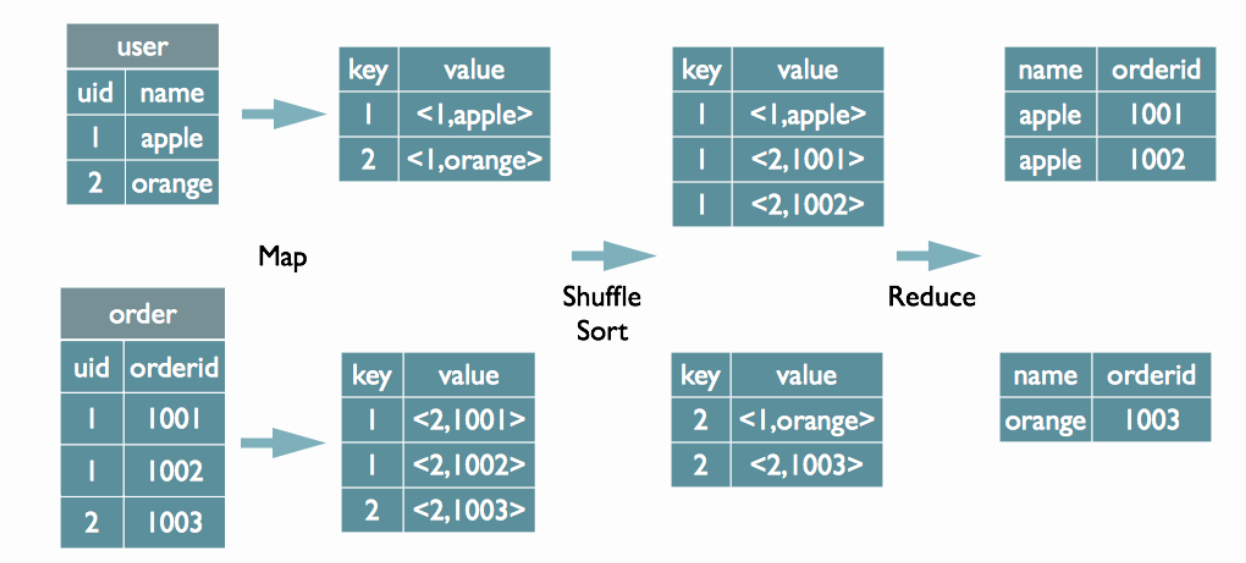 user
uid name
1 apple
2 orange
key value
1 <1,apple>
2 <1,orange>
key value
1 <1,apple>
1 <2,1001>
1 <2,1002>
name orderid
apple 1001
apple 1002
Map
Shuffle
Sort
Reduce
order
uid orderid
1 1001
1 1002
2 1003
key value
1 <2,1001>
1 <2,1002>
2 <2,1003>
key value
2 <1,orange>
2 <2,1003>
name orderid
orange 1003